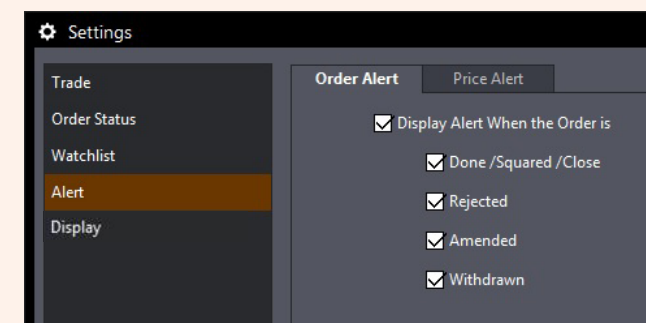 Settings
Trade
Order Status
Watchlist
Alert
Display
Order Alert Price Alert
Display Alert When the Order is
Done /Squared /Close
Rejected
Amended
Withdrawn